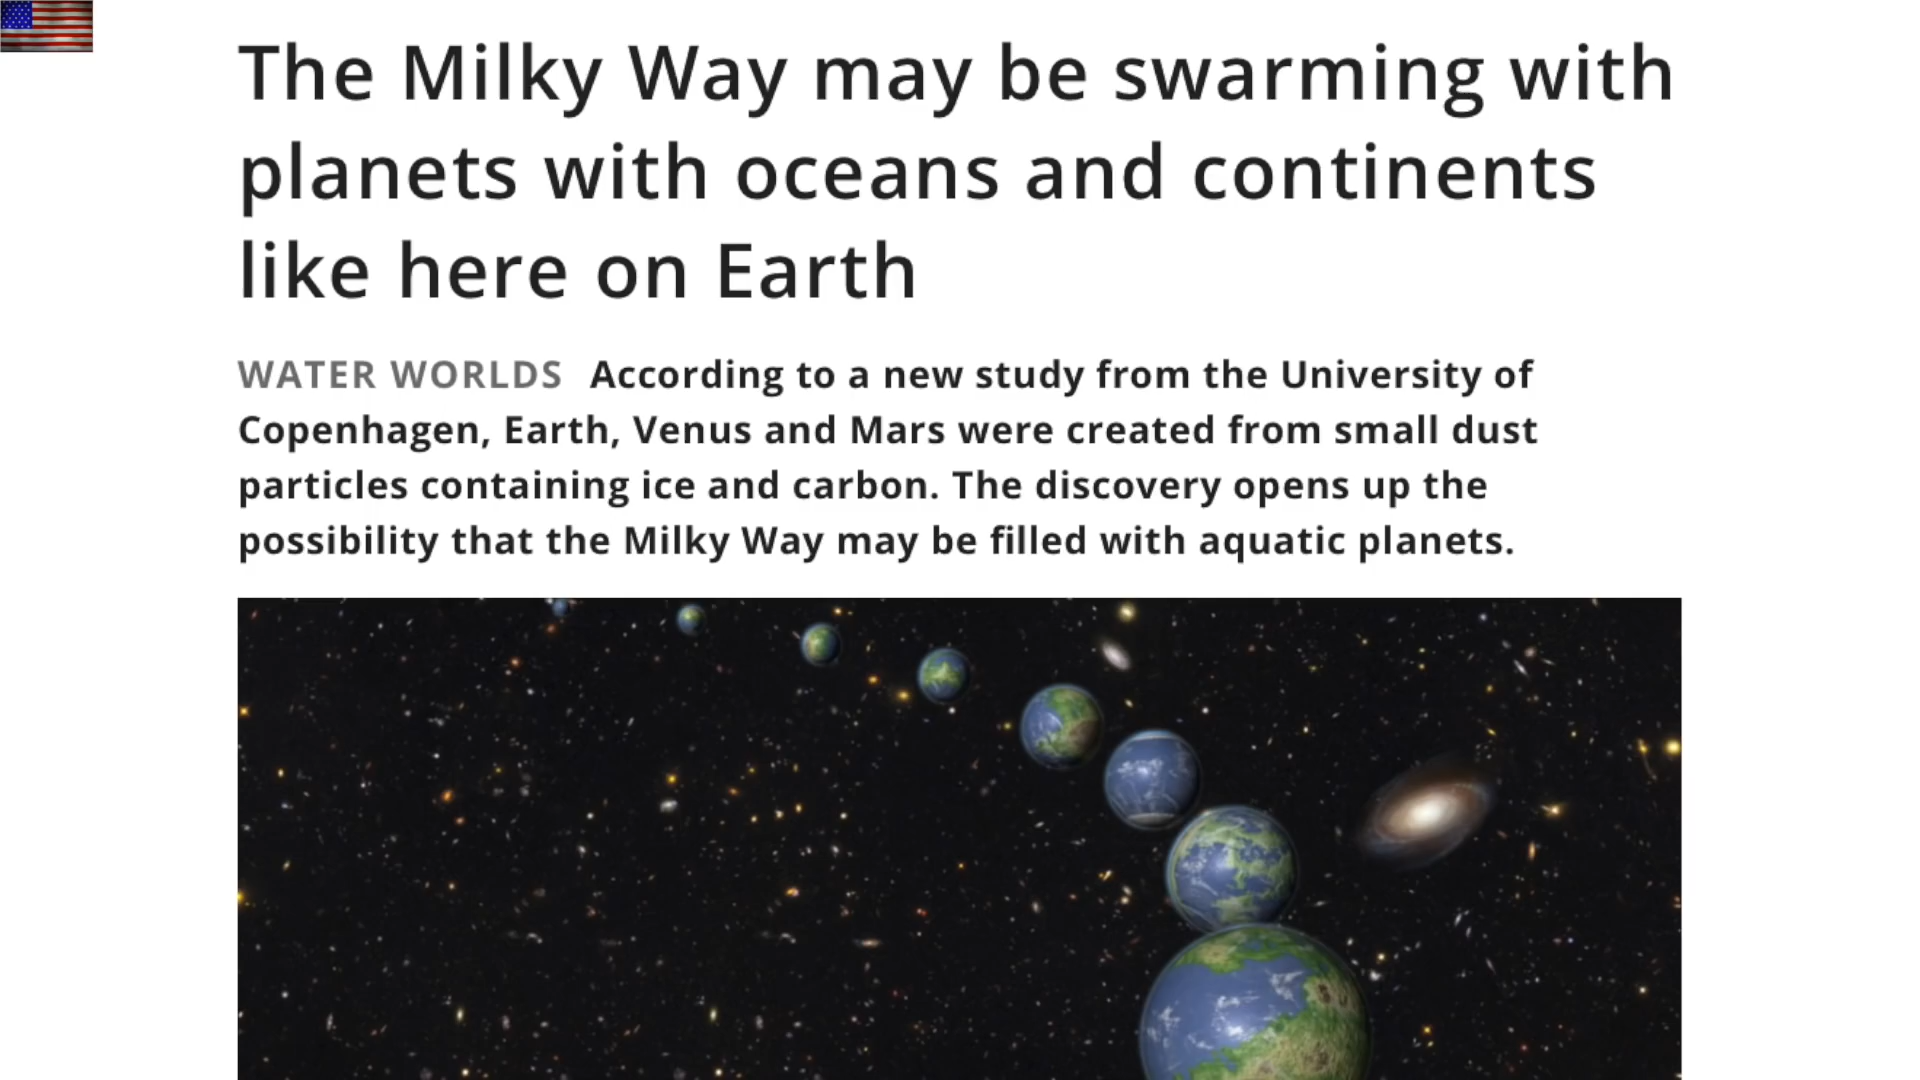 The Milky Way may be swarming with
planets with oceans and continents
like here on Earth
WATER WORLDS According to a new study from the University of
Copenhagen, Earth, Venus and Mars were created from small dust
particles containing ice and carbon. The discovery opens up the
possibility that the Milky Way may be filled with aquatic planets.